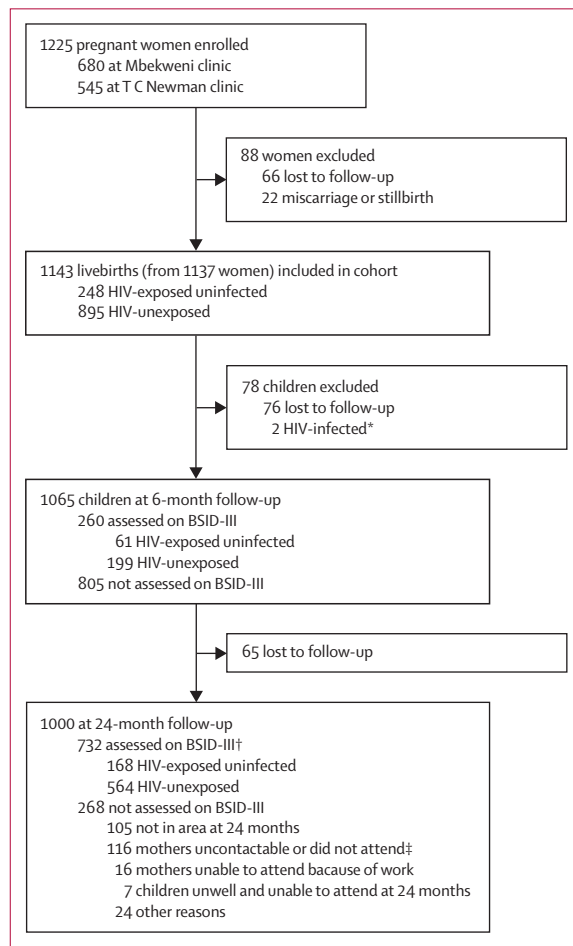 1225 pregnant women enrolled
680 at Mbekweni clinic
545 at T C Newman clinic
88 women excluded
66 lost to follow-up
22 miscarriage or stillbirth
1143 livebirths (from 1137 women) included in cohort
248 HIV-exposed uninfected
895 HIV-unexposed
78 children excluded
76 lost to follow-up
2 HIV-infected*
1065 children at 6-month follow-up
260 assessed on BSID-III
61 HIV-exposed uninfected
199 HIV-unexposed
805 not assessed on BSID-III
65 lost to follow-up
1000 at 24-month follow-up
732 assessed on BSID-III†
168 HIV-exposed uninfected
564 HIV-unexposed
268 not assessed on BSID-III
105 not in area at 24 months
116 mothers uncontactable or did not attend‡
16 mothers unable to attend bacause of work
7 children unwell and unable to attend at 24 months
24 other reasons